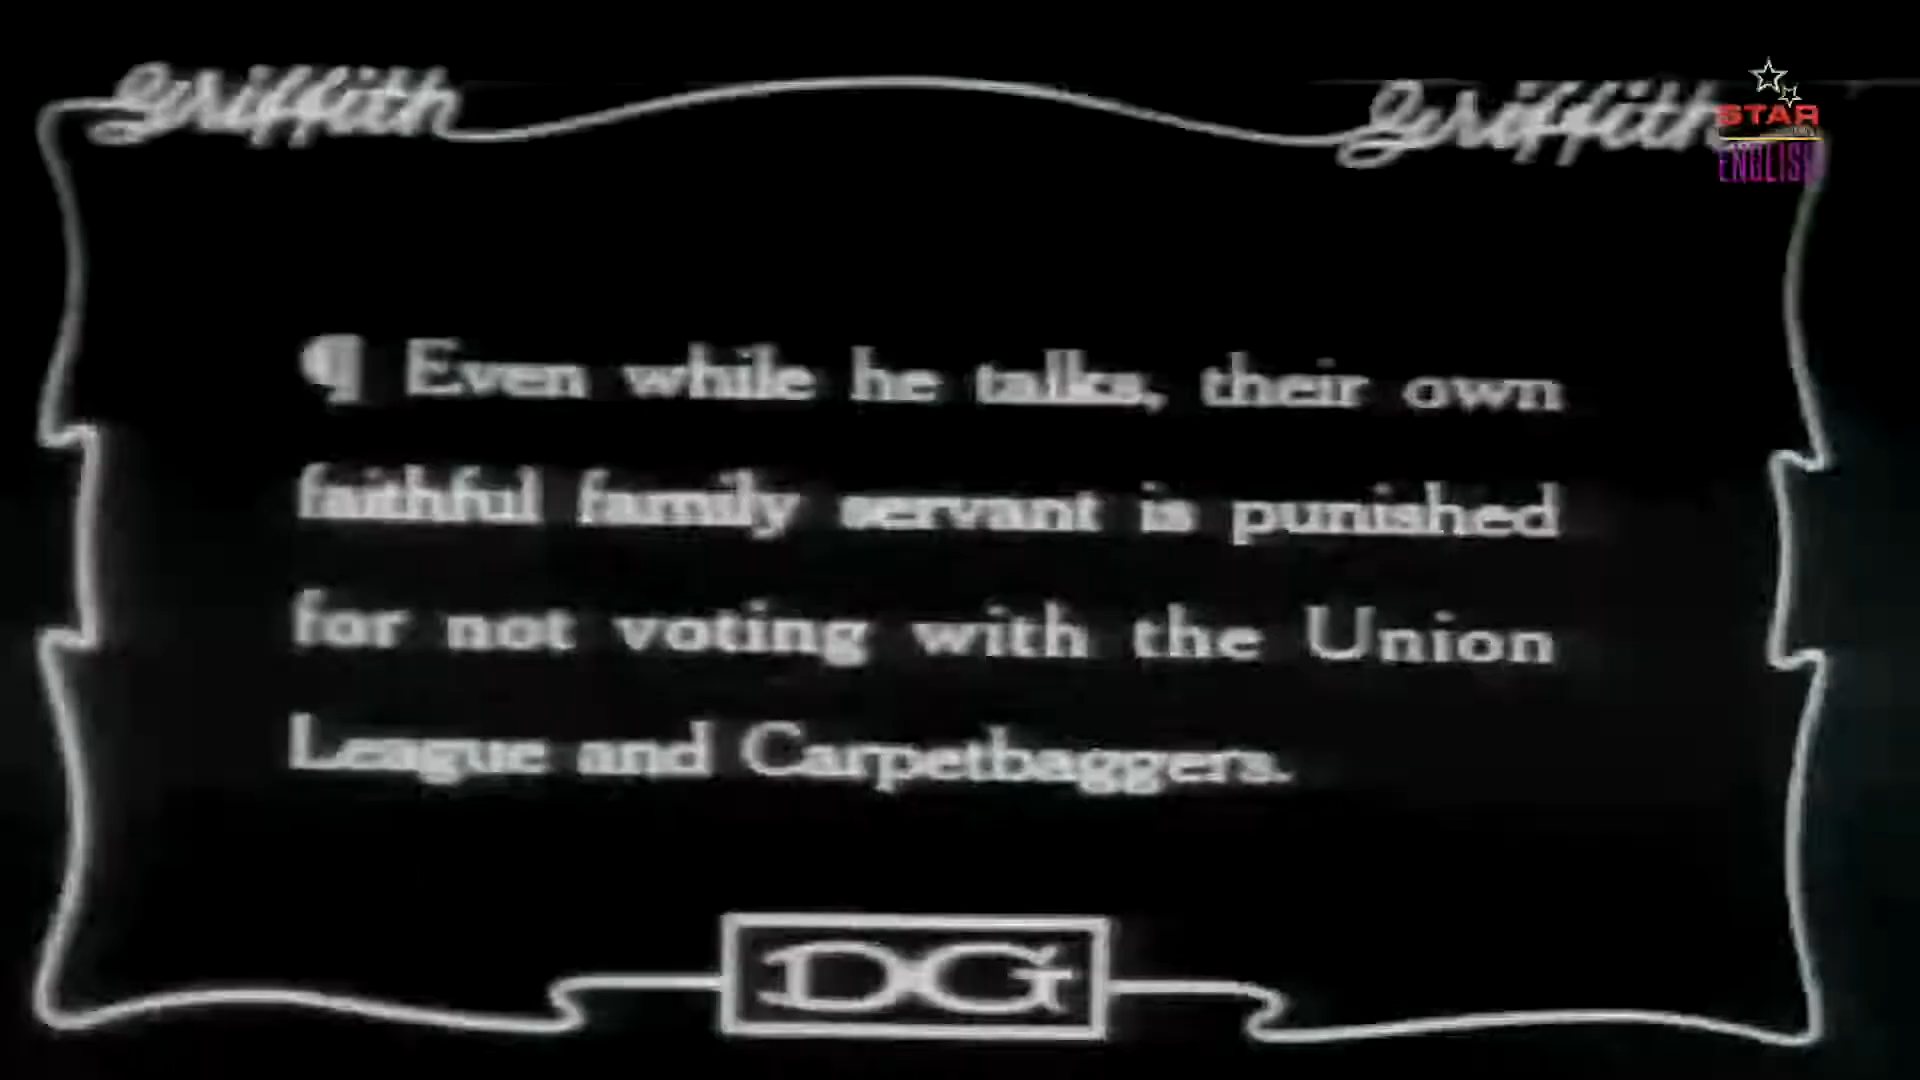 Griffith Griffith
STAR
ENGLISH
¶ Even while he talks, their own
faithful family servant is punished
for not voting with the Union
League and Carpetbaggers.
DG